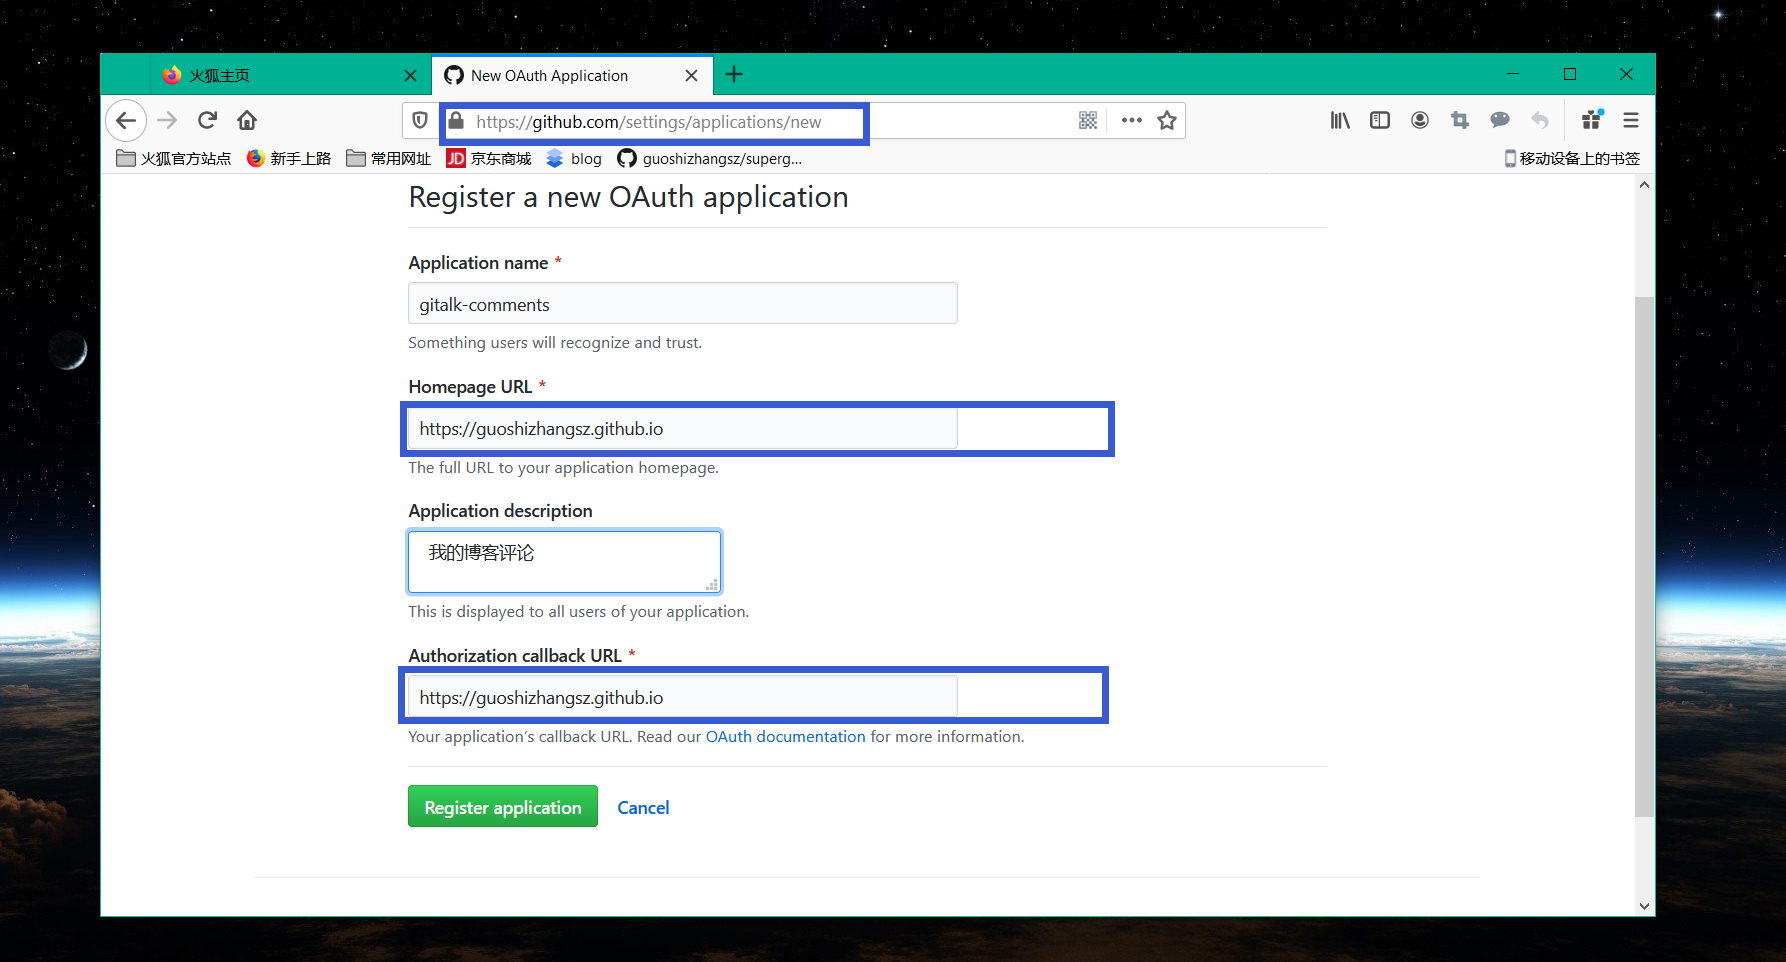 火狐主页
New OAuth Application
https://github.com/settings/applications/new
火狐官方站点 新手上路 常用网址 JD 京东商城 blog guoshizhangsz/superg... 移动设备上的书签
Register a new OAuth application
Application name *
gitalk-comments
Something users will recognize and trust.
Homepage URL *
https://guoshizhangsz.github.io
The full URL to your application homepage.
Application description
我的博客评论
This is displayed to all users of your application.
Authorization callback URL *
https://guoshizhangsz.github.io
Your application's callback URL. Read our OAuth documentation for more information.
Register application Cancel